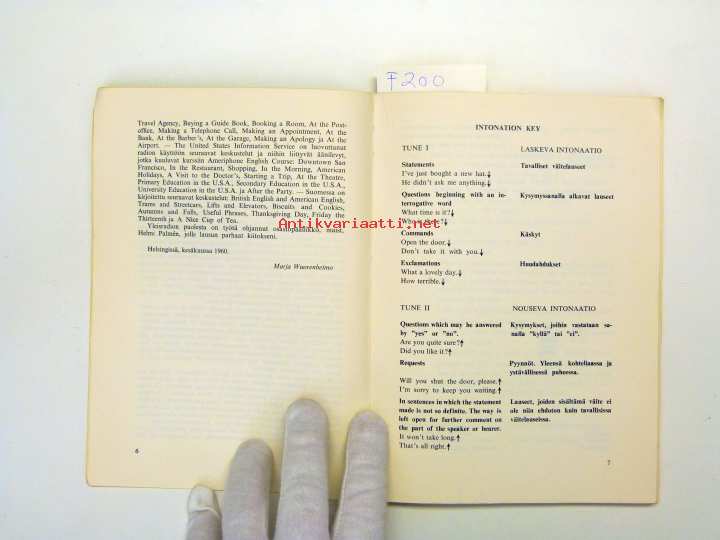 F200
Travel Agency, Buying a Guide Book, Booking a Room, At the Post-
office, Making a Telephone Call, Making an Appointment, At the
Bank, At the Barber's, At the Garage, Making an Apology ja At the
Airport. — The United States Information Service on luovuttanut
radion käyttöön seuraavat keskustelut ja niihin liittyvät äänilevyt,
jotka kuuluvat kurssiin Ameriphone English Course: Downtown San
Francisco, In the Restaurant, Shopping, In the Morning, American
Holidays, A Visit to the Doctor's, Starting a Trip, At the Theatre,
Primary Education in the U.S.A., Secondary Education in the U.S.A.,
University Education in the U.S.A. ja After the Party. — Suomessa on
kirjoitettu seuraavat keskustelut: British English and American English,
Trams and Streetcars, Lifts and Elevators, Biscuits and Cookies,
Autumns and Falls, Useful Phrases, Thanksgiving Day, Friday the
Thirteenth ja A Nice Cup of Tea.
Yleisradion puolesta on työtä ohjannut osastopäällikkö, maist.
Helmi Palmén, jolle lausun parhaat kiitokseni.
Helsingissä, kesäkuussa 1960.
Marja Wuorenheimo
6
INTONATION KEY
TUNE I LASKEVA INTONAATIO
Statements Tavalliset väitelauseet
I've just bought a new hat.↓
He didn't ask me anything.↓
Questions beginning with an in- Kysymyssanalla alkavat lauseet
terrogative word
What time is it?↓
Who is that?↓
Commands Käskyt
Open the door.↓
Don't take it with you.↓
Exclamations Huudahdukset
What a lovely day.↓
How terrible.↓
TUNE II NOUSEVA INTONAATIO
Questions which may be answered Kysymykset, joihin vastataan sa-
by "yes" or "no". nalla "kyllä" tai "ei".
Are you quite sure?↑
Did you like it?↑
Requests Pyynnöt. Yleensä kohteliaassa ja
ystävällisessä puheessa.
Will you shut the door, please.↑
I'm sorry to keep you waiting.↑
In sentences in which the statement Lauseet, joiden sisältämä väite ei
made is not so definite. The way is ole niin ehdoton kuin tavallisissa
left open for further comment on väitelauseissa.
the part of the speaker or hearer.
It won't take long.↑
That's all right.↑
7
Antikvariaatti.net